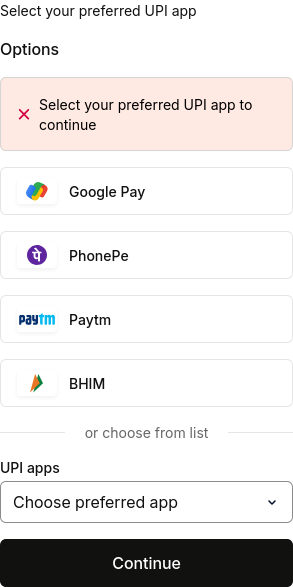 Select your preferred UPI app
Options
Select your preferred UPI app to
continue
Google Pay
पे PhonePe
paytm Paytm
BHIM
or choose from list
UPI apps
Choose preferred app
Continue